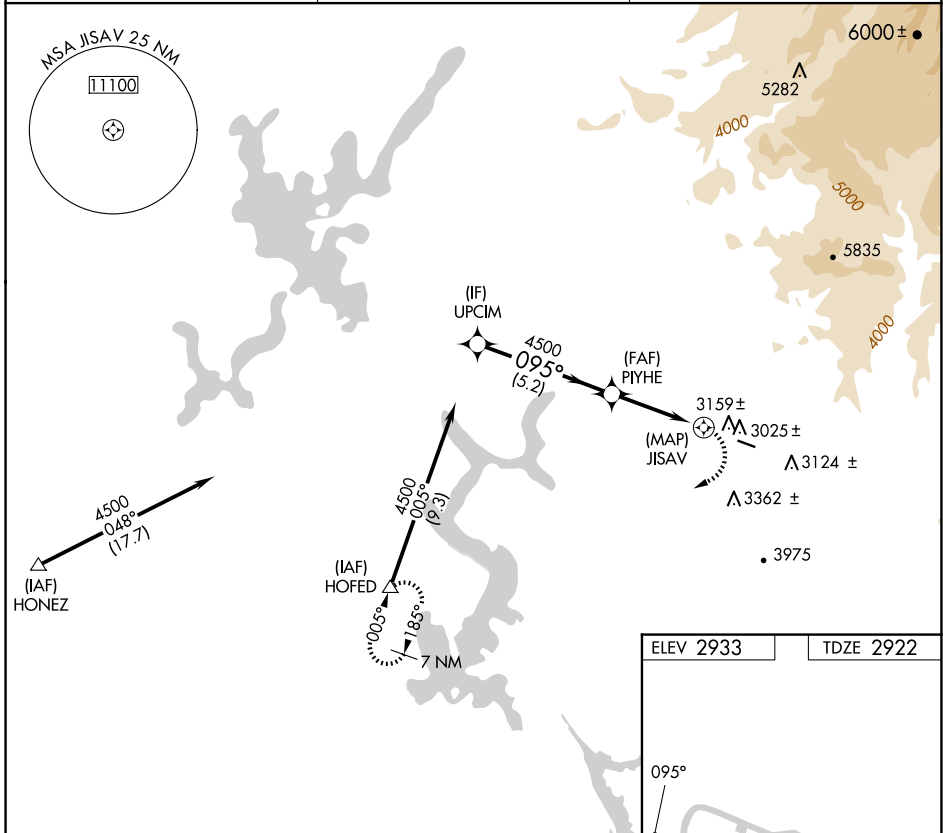 MSA JISAV 25 NM
11100
6000 ±
5282
4000
5000
5835
4000
(IF)
UPCIM
4500
095°
(5.2)
(FAF)
PIYHE
3159 ±
3025 ±
(MAP)
JISAV
3124 ±
3362 ±
3975
4500
048°
(17.7)
(IAF)
HONEZ
4500
005°
(9.3)
(IAF)
HOFED
005°
185°
7 NM
ELEV 2933
TDZE 2922
095°